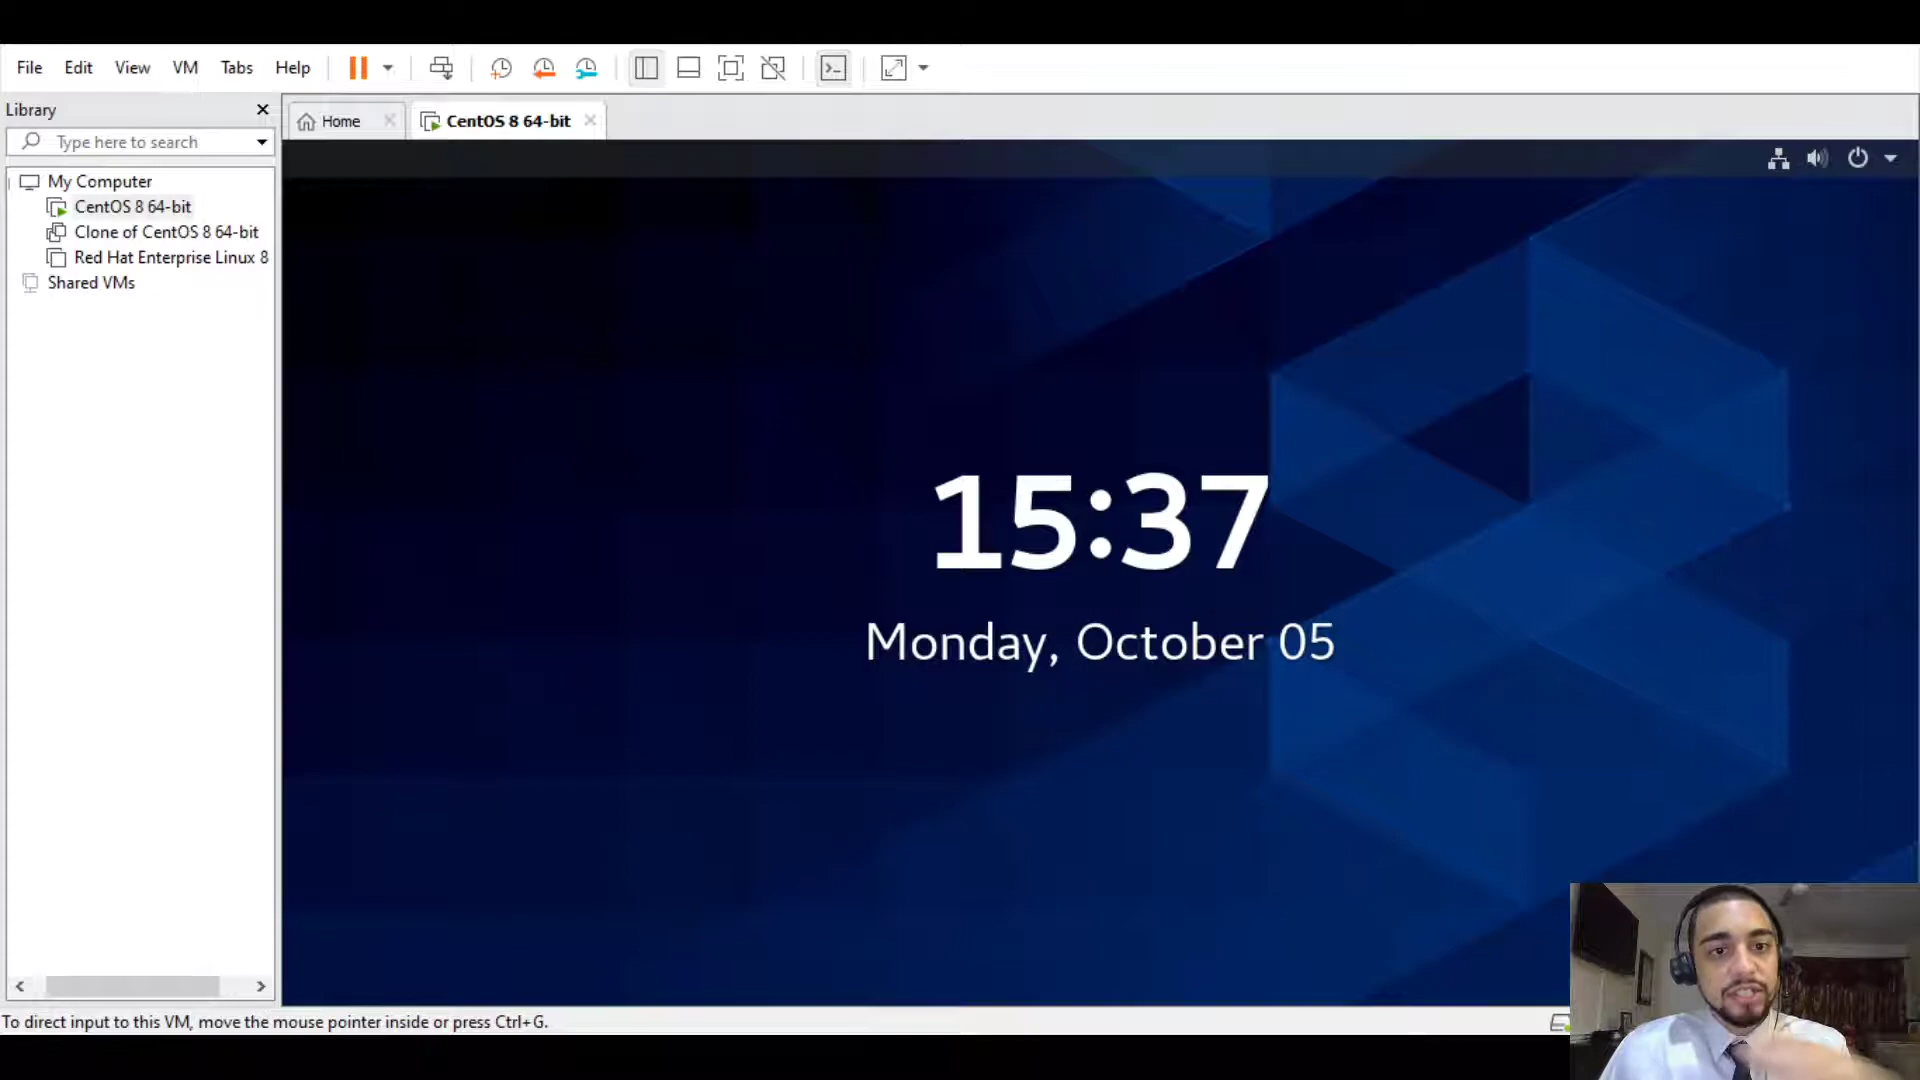 File Edit View VM Tabs Help
Library
Home
CentOS 8 64-bit
Type here to search
My Computer
CentOS 8 64-bit
Clone of CentOS 8 64-bit
Red Hat Enterprise Linux 8
Shared VMs
15:37
Monday, October 05
To direct input to this VM, move the mouse pointer inside or press Ctrl+G.